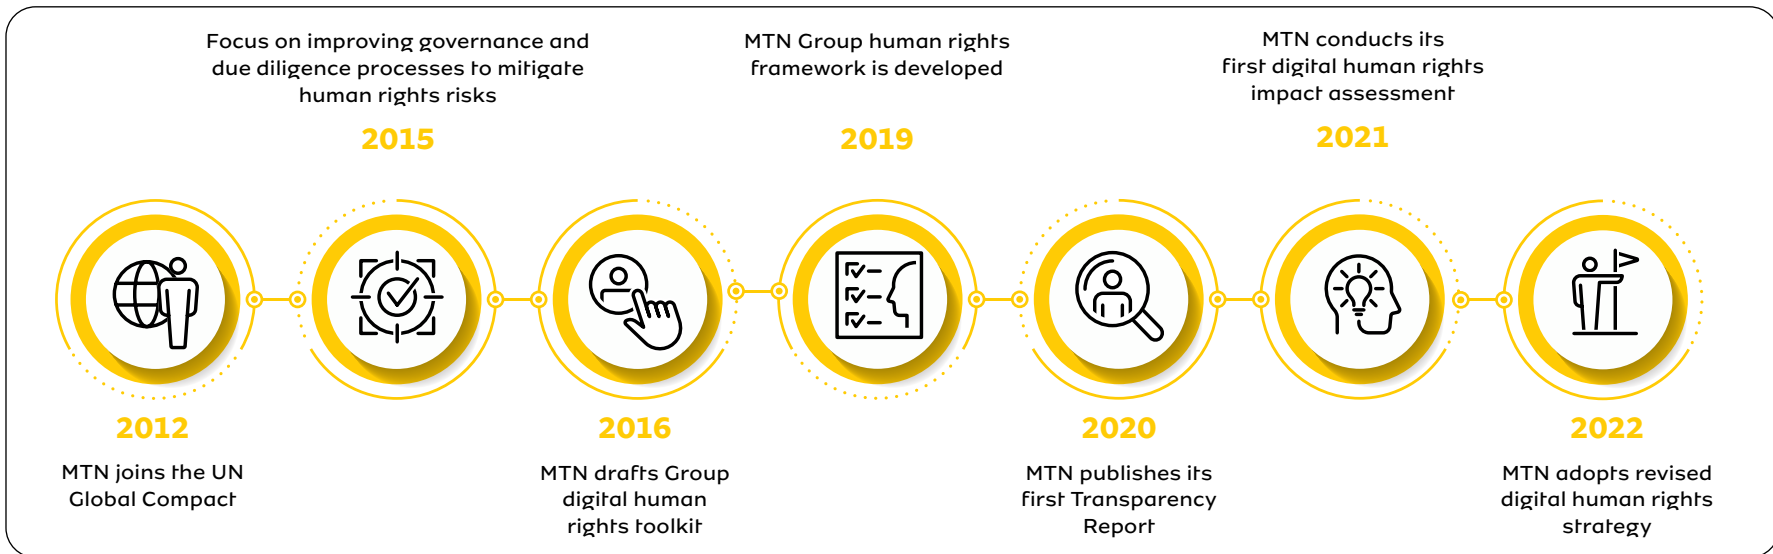 Focus on improving governance and
due diligence processes to mitigate
human rights risks
2015
MTN Group human rights
framework is developed
2019
MTN conducts its
first digital human rights
impact assessment
2021
2012
MTN joins the UN
Global Compact
2016
MTN drafts Group
digital human
rights toolkit
2020
MTN publishes its
first Transparency
Report
2022
MTN adopts revised
digital human rights
strategy